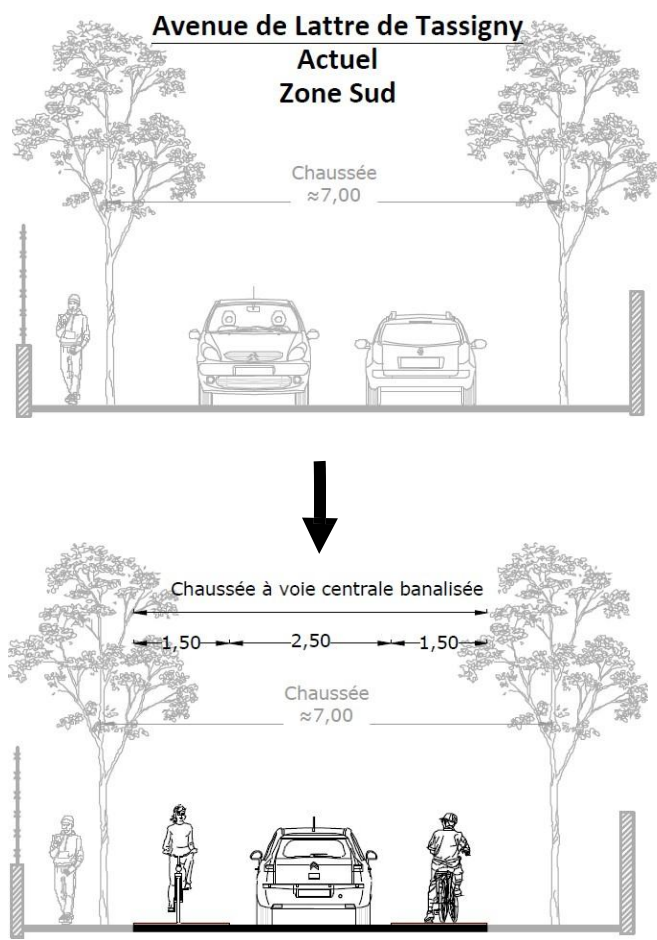 Avenue de Lattre de Tassigny
Actuel
Zone Sud
Chaussée
≈7,00
Chaussée à voie centrale banalisée
1,50 2,50 1,50
Chaussée
≈7,00